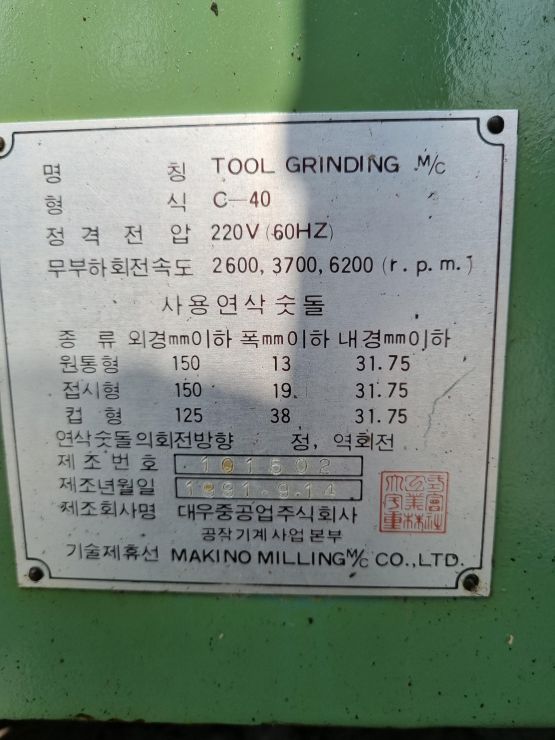 명 칭 TOOL GRINDING M/C
형 식 C-40
정격전압 220V (60HZ)
무부하회전속도 2600, 3700, 6200 (r.p.m.)
사용연삭숫돌
종 류 외경mm이하 폭mm이하 내경mm이하
원통형 150 13 31.75
접시형 150 19 31.75
컵 형 125 38 31.75
연삭숫돌의회전방향 정, 역회전
제조번호 101502
제조년월일 1991.9.14
제조회사명 대우중공업주식회사
공작기계사업본부
기술제휴선 MAKINO MILLING M/C CO.,LTD.